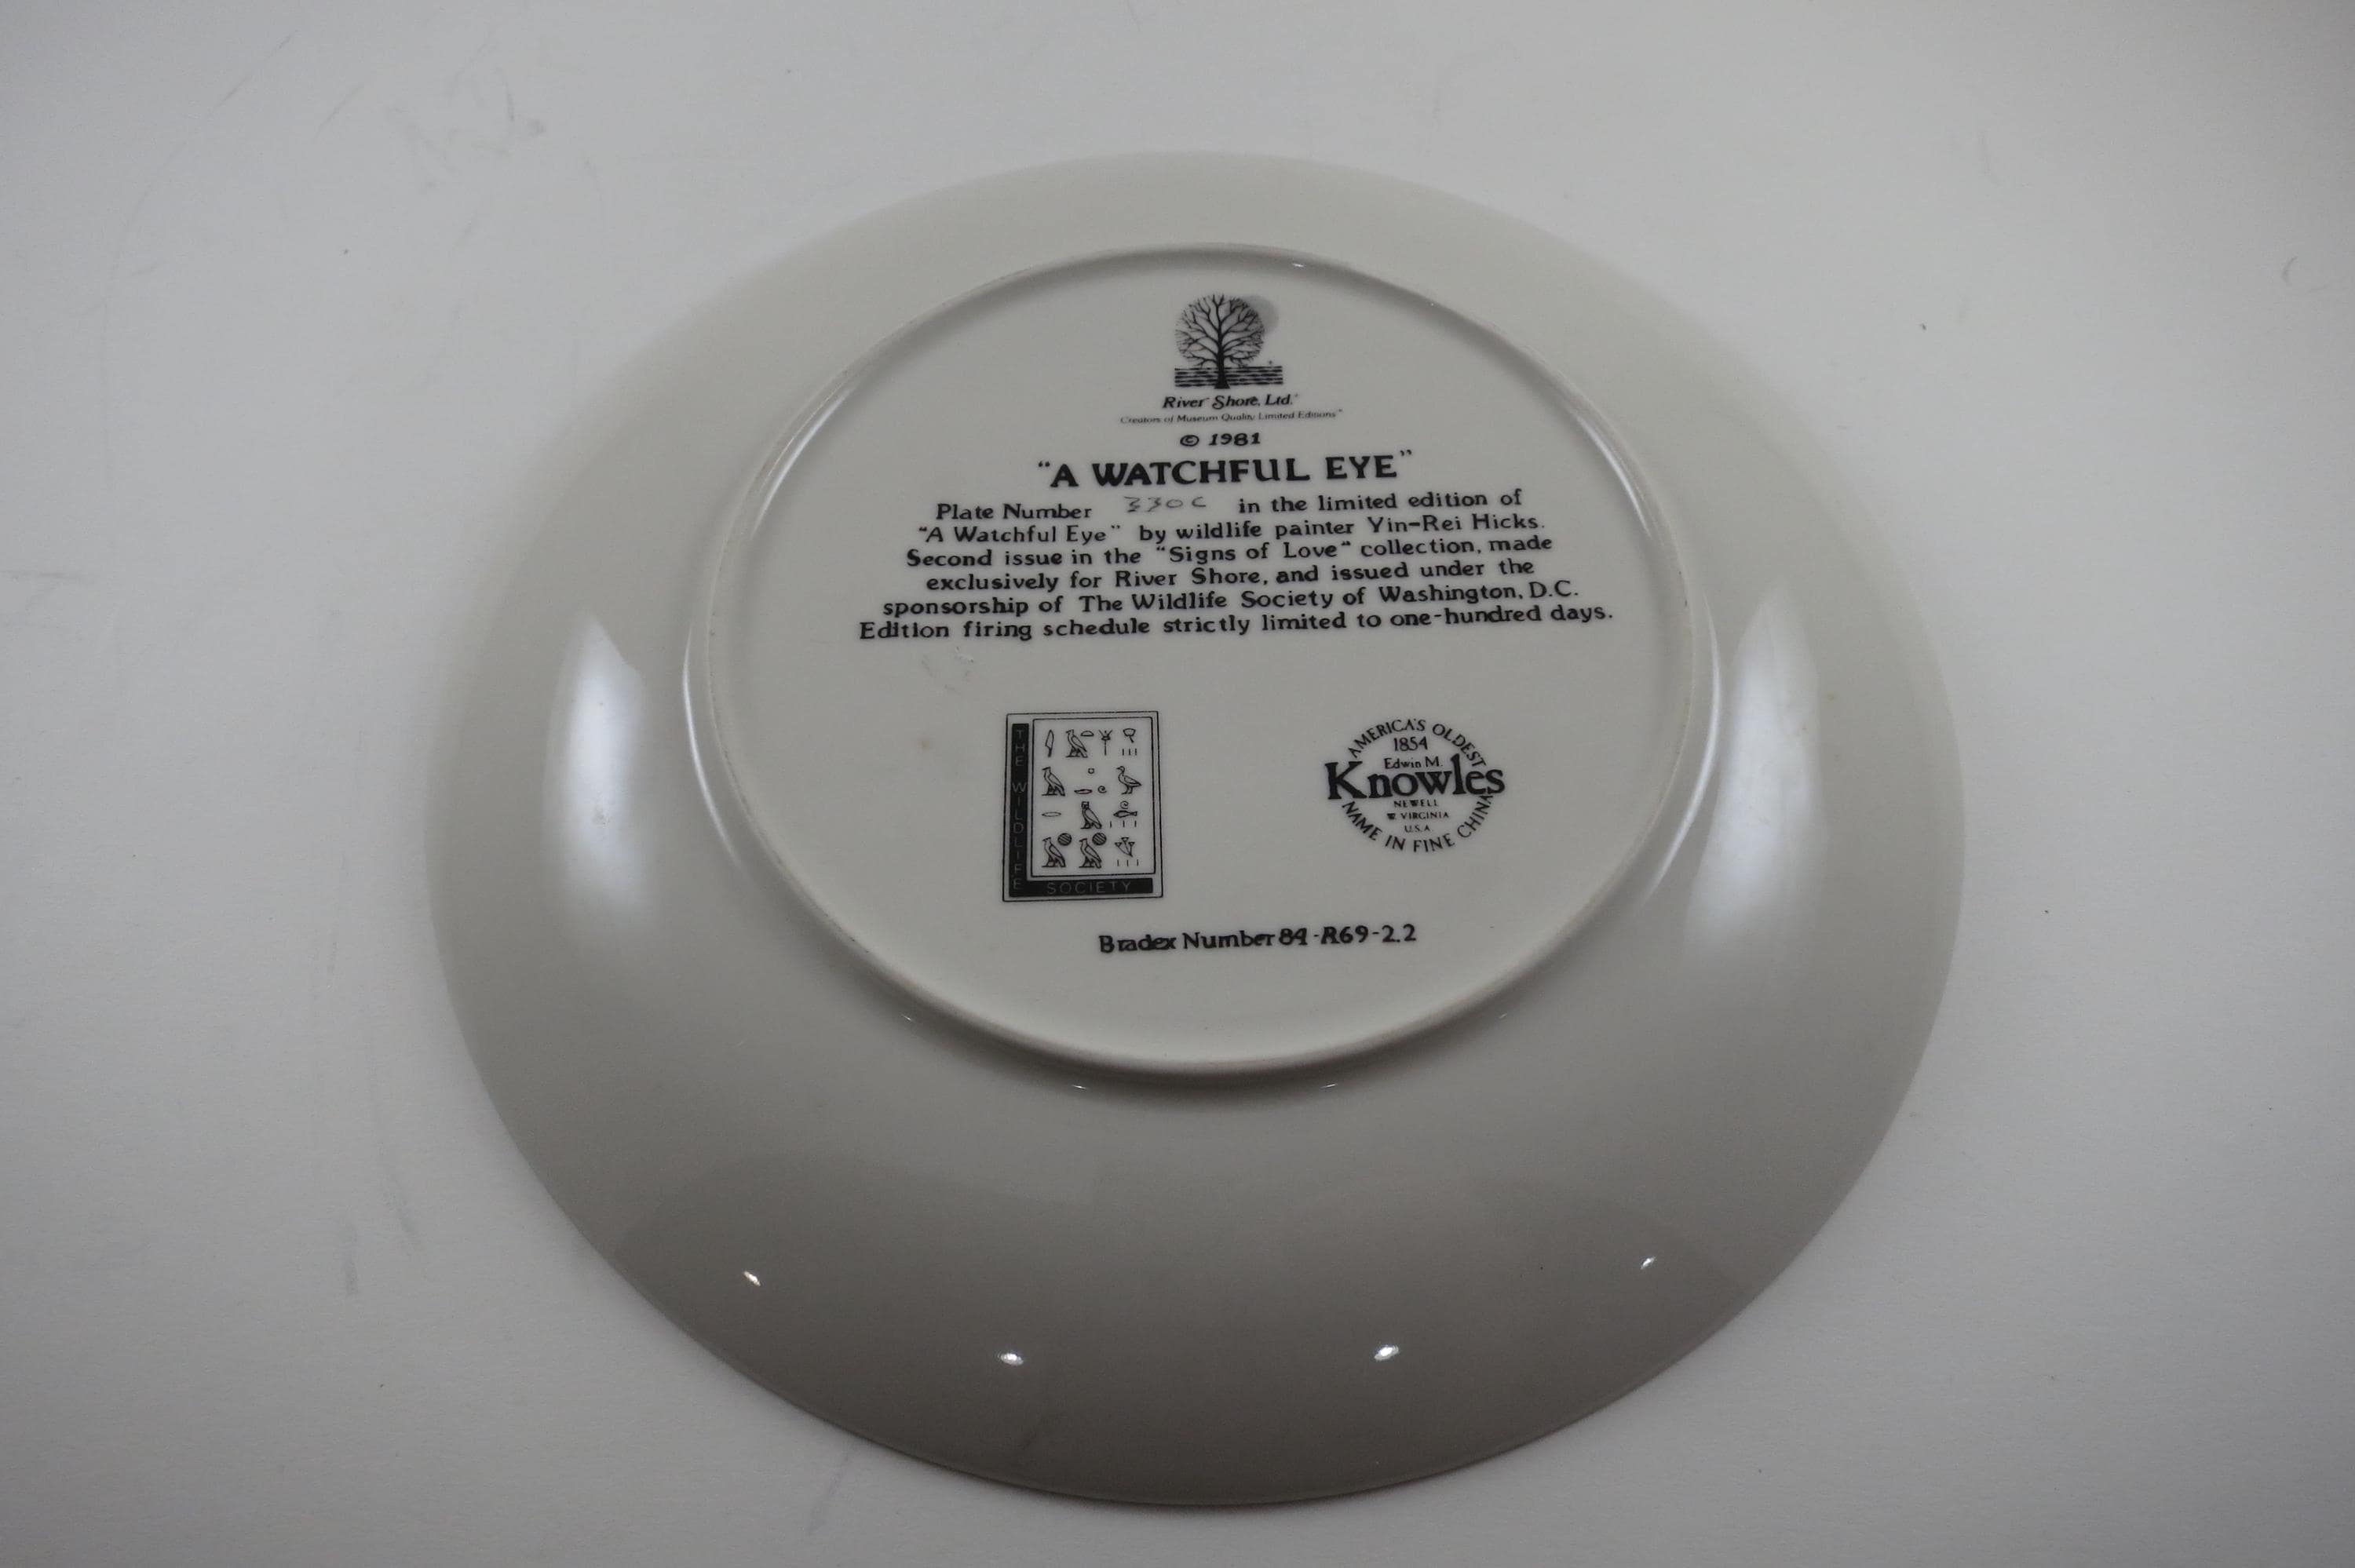 River Shore, Ltd.
Creators of Museum Quality Limited Editions
© 1981
"A WATCHFUL EYE"
Plate Number 330C in the limited edition of
"A Watchful Eye" by wildlife painter Yin-Rei Hicks.
Second issue in the "Signs of Love" collection, made
exclusively for River Shore, and issued under the
sponsorship of The Wildlife Society of Washington, D.C.
Edition firing schedule strictly limited to one-hundred days.
THE WILDLIFE
SOCIETY
AMERICA'S OLDEST
1854
Edwin M.
Knowles
NEWELL
W VIRGINIA
U.S.A
NAME IN FINE CHINA
Bradex Number 84-R69-2.2